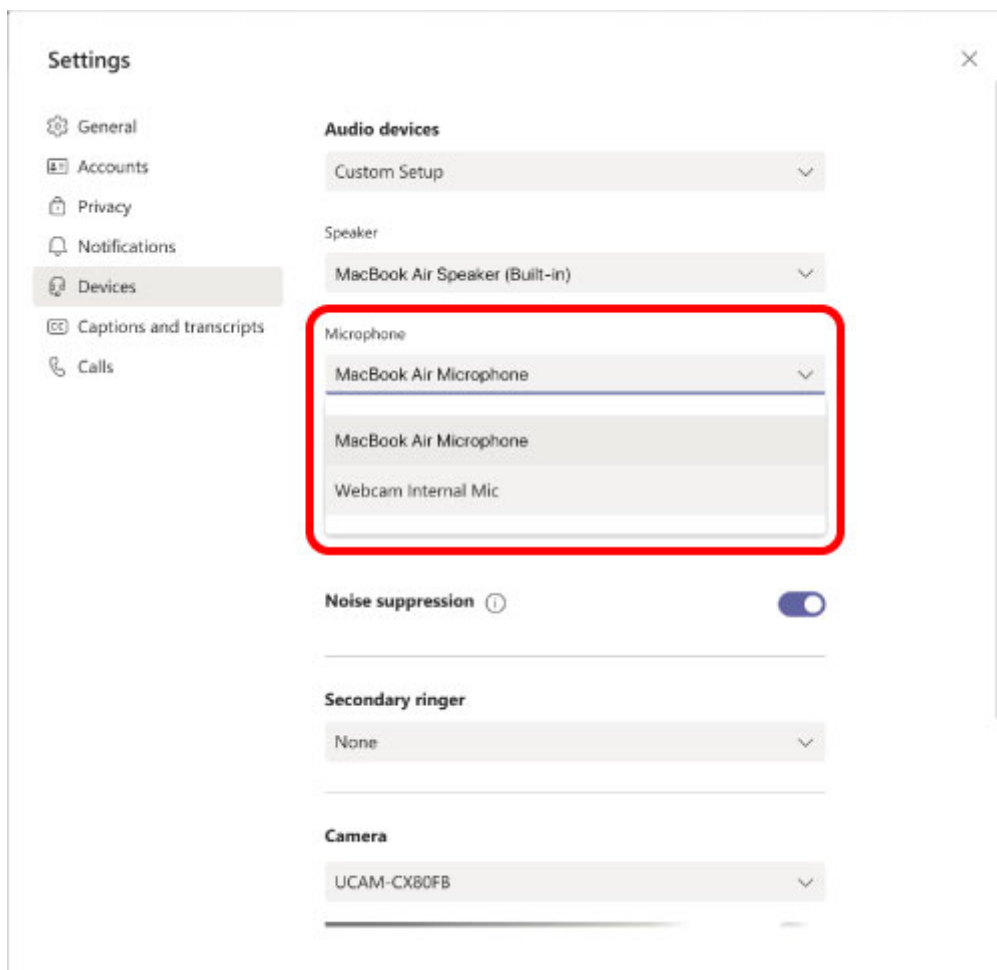 Settings
General
Accounts
Privacy
Notifications
Devices
CC Captions and transcripts
Calls
Audio devices
Custom Setup
Speaker
MacBook Air Speaker (Built-in)
Microphone
MacBook Air Microphone
MacBook Air Microphone
Webcam Internal Mic
Noise suppression
Secondary ringer
None
Camera
UCAM-CX80FB